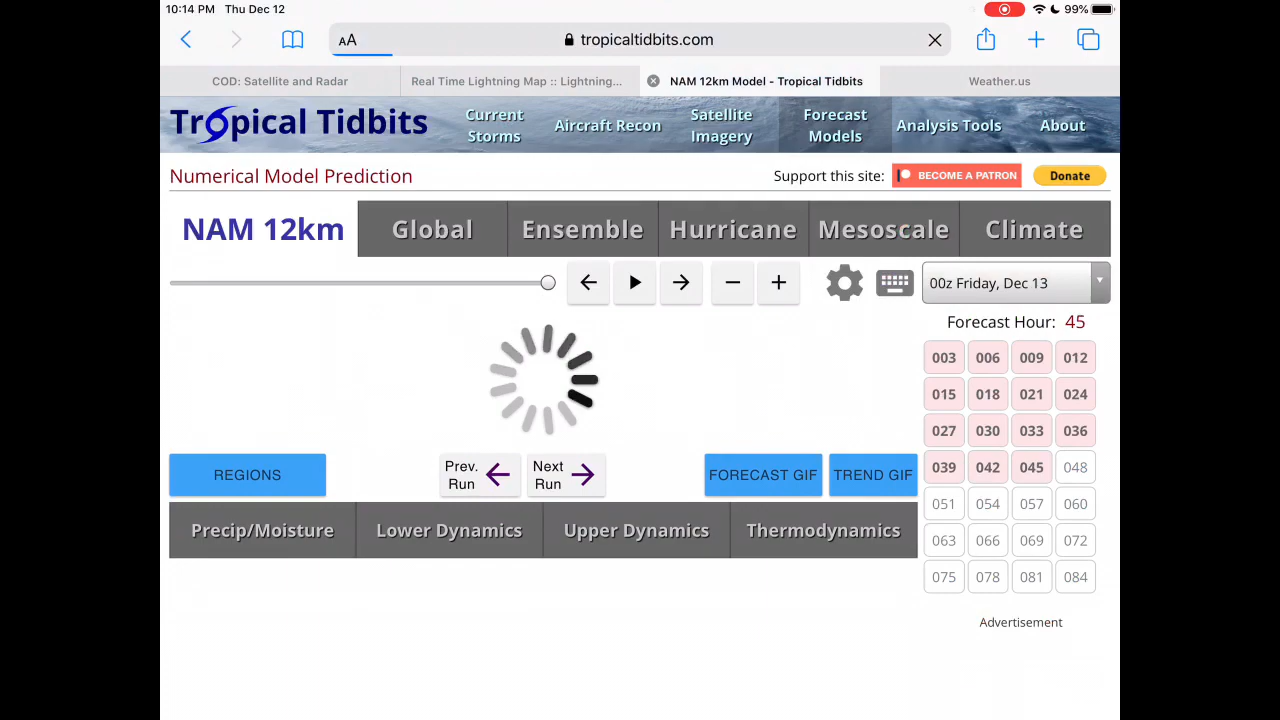 10:14 PM Thu Dec 12
99%
AA
tropicaltidbits.com
COD: Satellite and Radar
Real Time Lightning Map :: Lightning...
NAM 12km Model - Tropical Tidbits
Weather.us
Tropical Tidbits
Current Storms
Aircraft Recon
Satellite Imagery
Forecast Models
Analysis Tools
About
Numerical Model Prediction
Support this site:
BECOME A PATRON
Donate
NAM 12km
Global
Ensemble
Hurricane
Mesoscale
Climate
00z Friday, Dec 13
Forecast Hour: 45
003 006 009 012
015 018 021 024
027 030 033 036
039 042 045 048
051 054 057 060
063 066 069 072
075 078 081 084
REGIONS
Prev. Run
Next Run
FORECAST GIF
TREND GIF
Precip/Moisture
Lower Dynamics
Upper Dynamics
Thermodynamics
Advertisement